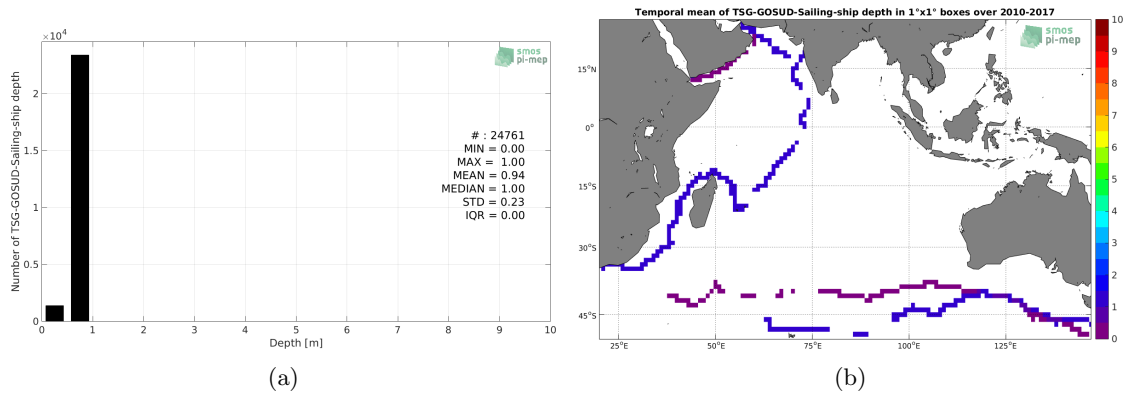 ×10⁴
2
1.5
1
0.5
0
Number of TSG-GOSUD-Sailing-ship depth
smos
pi-mep
# : 24761
MIN = 0.00
MAX = 1.00
MEAN = 0.94
MEDIAN = 1.00
STD = 0.23
IQR = 0.00
0 1 2 3 4 5 6 7 8 9 10
Depth [m]
(a)
Temporal mean of TSG-GOSUD-Sailing-ship depth in 1°x1° boxes over 2010-2017
smos
pi-mep
15°N
0°
15°S
30°S
45°S
25°E 50°E 75°E 100°E 125°E
10
9
8
7
6
5
4
3
2
1
0
(b)